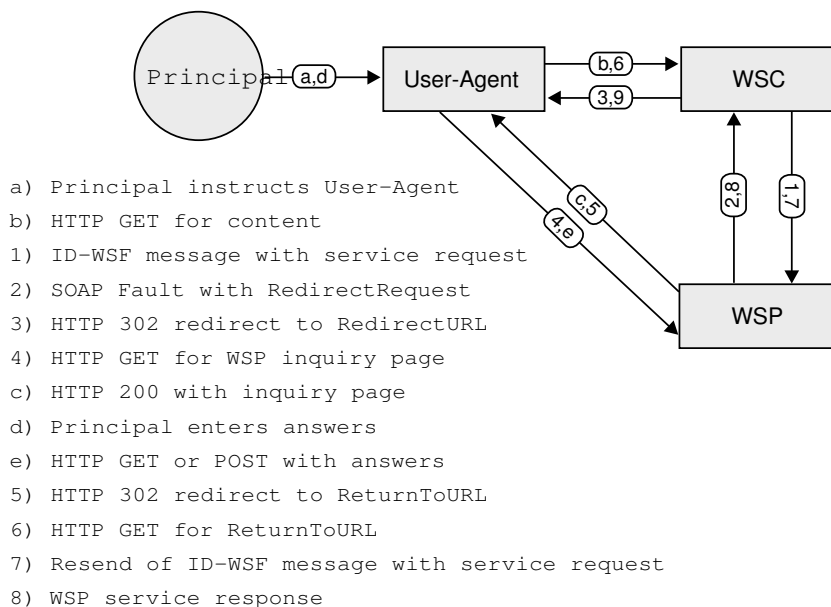 Principal
a,d
User-Agent
b,6
WSC
3,9
c,5
4,e
2,8
1,7
WSP
a) Principal instructs User-Agent
b) HTTP GET for content
1) ID-WSF message with service request
2) SOAP Fault with RedirectRequest
3) HTTP 302 redirect to RedirectURL
4) HTTP GET for WSP inquiry page
c) HTTP 200 with inquiry page
d) Principal enters answers
e) HTTP GET or POST with answers
5) HTTP 302 redirect to ReturnToURL
6) HTTP GET for ReturnToURL
7) Resend of ID-WSF message with service request
8) WSP service response